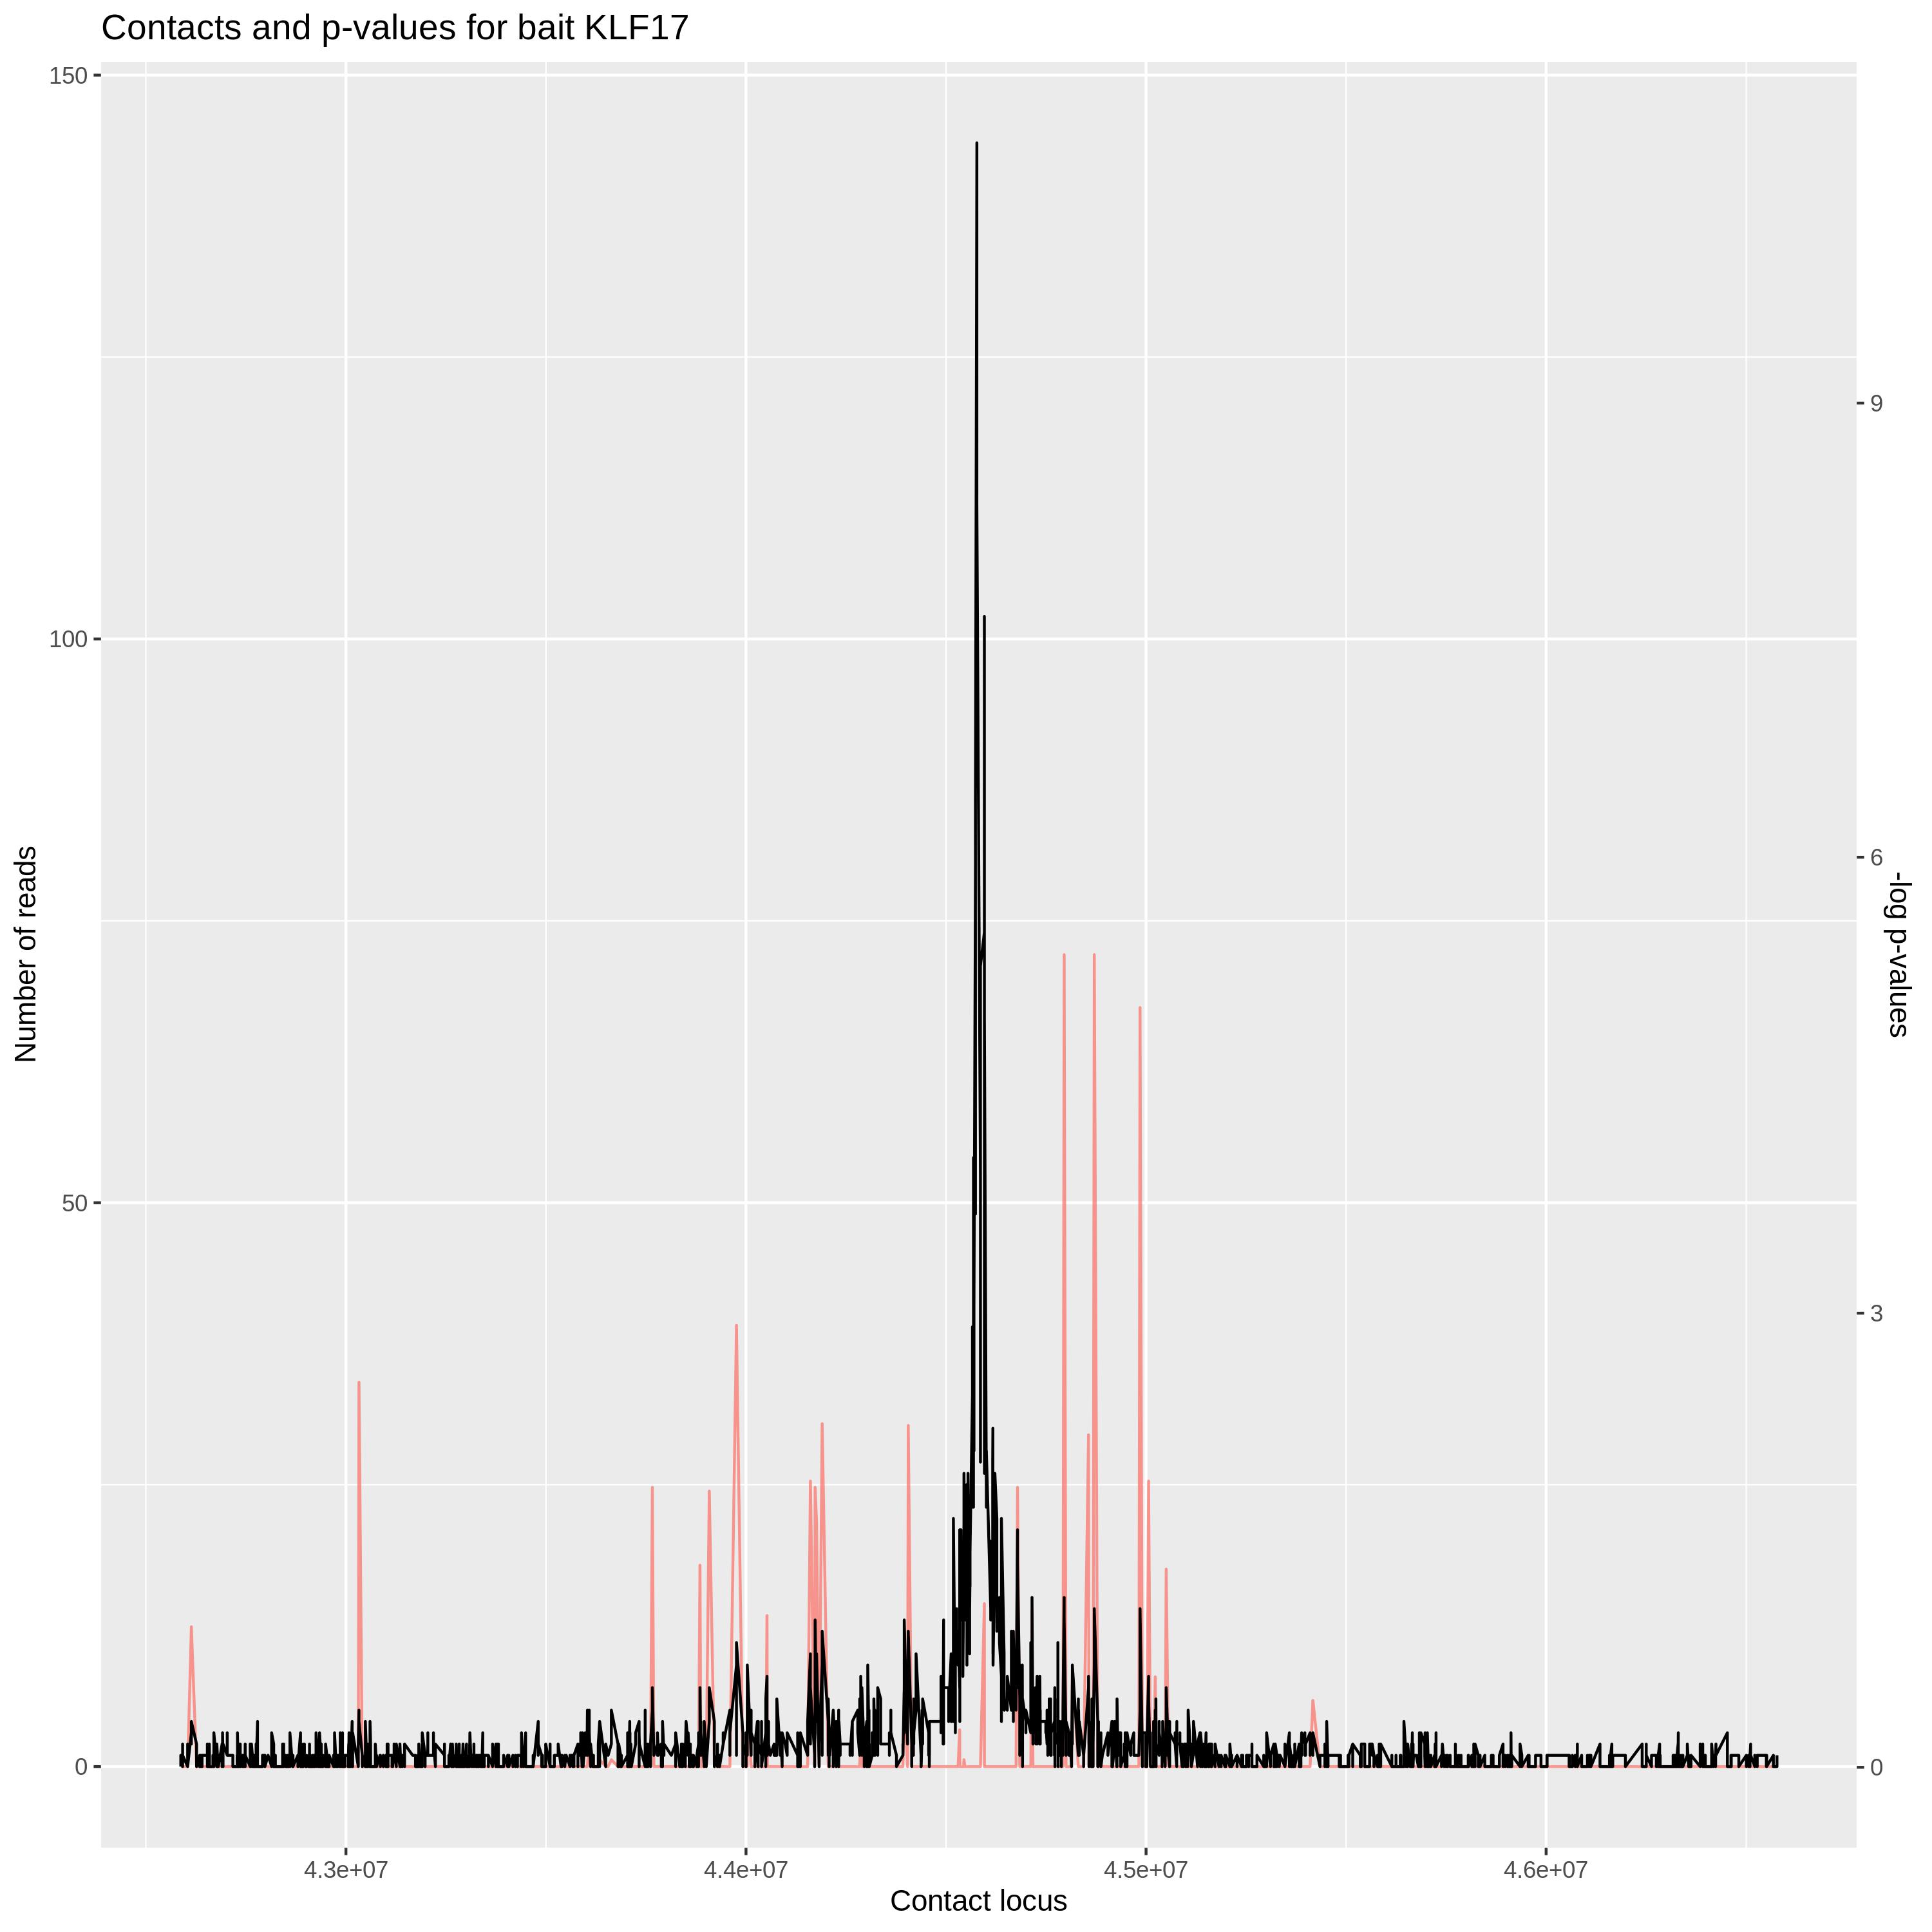 Contacts and p-values for bait KLF17
150
100
50
0
Number of reads
9
6
3
0
-log p-values
4.3e+07
4.4e+07
4.5e+07
4.6e+07
Contact locus